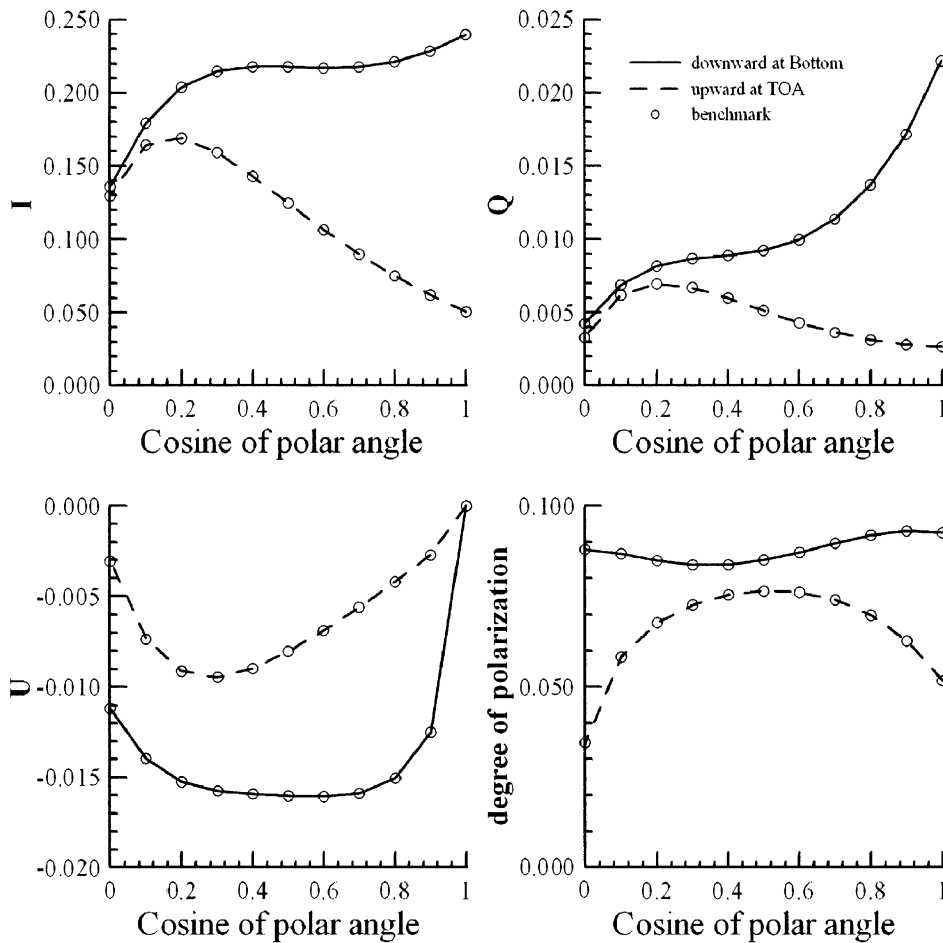 0.250
0.200
0.150
0.100
0.050
0.000
I
0 0.2 0.4 0.6 0.8 1
Cosine of polar angle
0.025
0.020
0.015
0.010
0.005
0.000
Q
downward at Bottom
upward at TOA
benchmark
0 0.2 0.4 0.6 0.8 1
Cosine of polar angle
0.000
-0.005
-0.010
-0.015
-0.020
U
0 0.2 0.4 0.6 0.8 1
Cosine of polar angle
0.100
0.050
0.000
degree of polarization
0 0.2 0.4 0.6 0.8 1
Cosine of polar angle